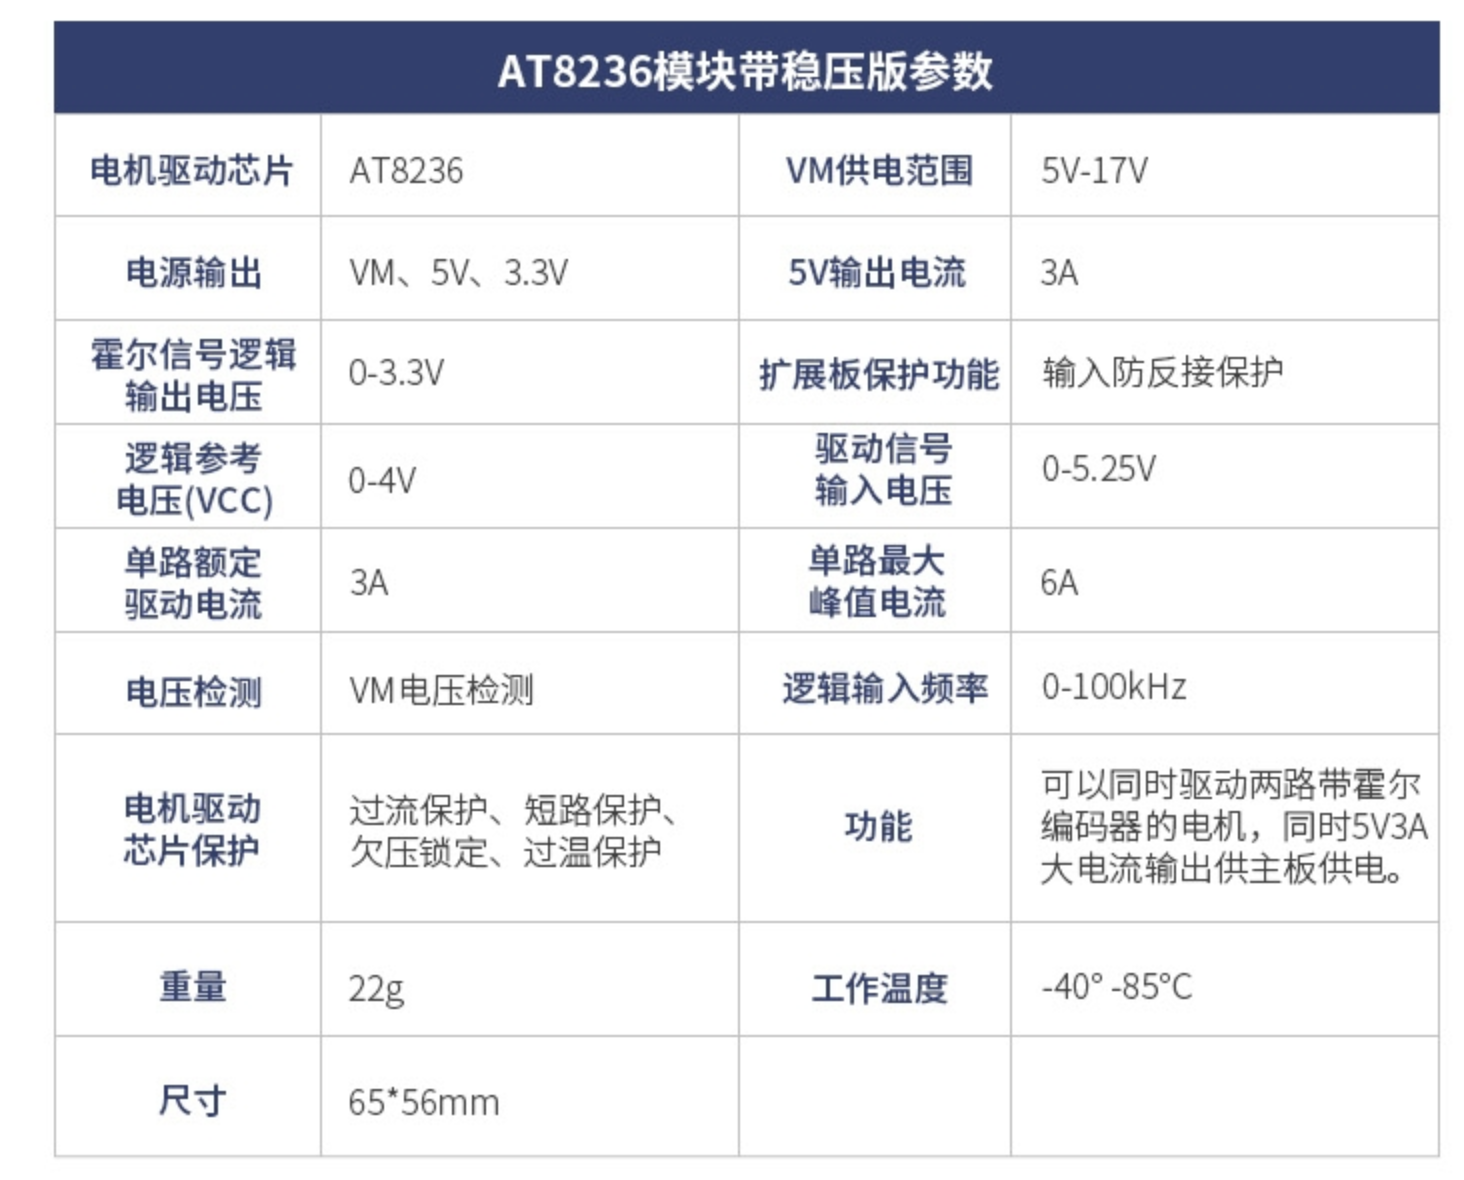 AT8236模块带稳压版参数
电机驱动芯片
AT8236
VM供电范围
5V-17V
电源输出
VM、5V、3.3V
5V输出电流
3A
霍尔信号逻辑
输出电压
0-3.3V
扩展板保护功能
输入防反接保护
逻辑参考
电压(VCC)
0-4V
驱动信号
输入电压
0-5.25V
单路额定
驱动电流
3A
单路最大
峰值电流
6A
电压检测
VM电压检测
逻辑输入频率
0-100kHz
电机驱动
芯片保护
过流保护、短路保护、
欠压锁定、过温保护
功能
可以同时驱动两路带霍尔
编码器的电机，同时5V3A
大电流输出供主板供电。
重量
22g
工作温度
-40° -85°C
尺寸
65*56mm